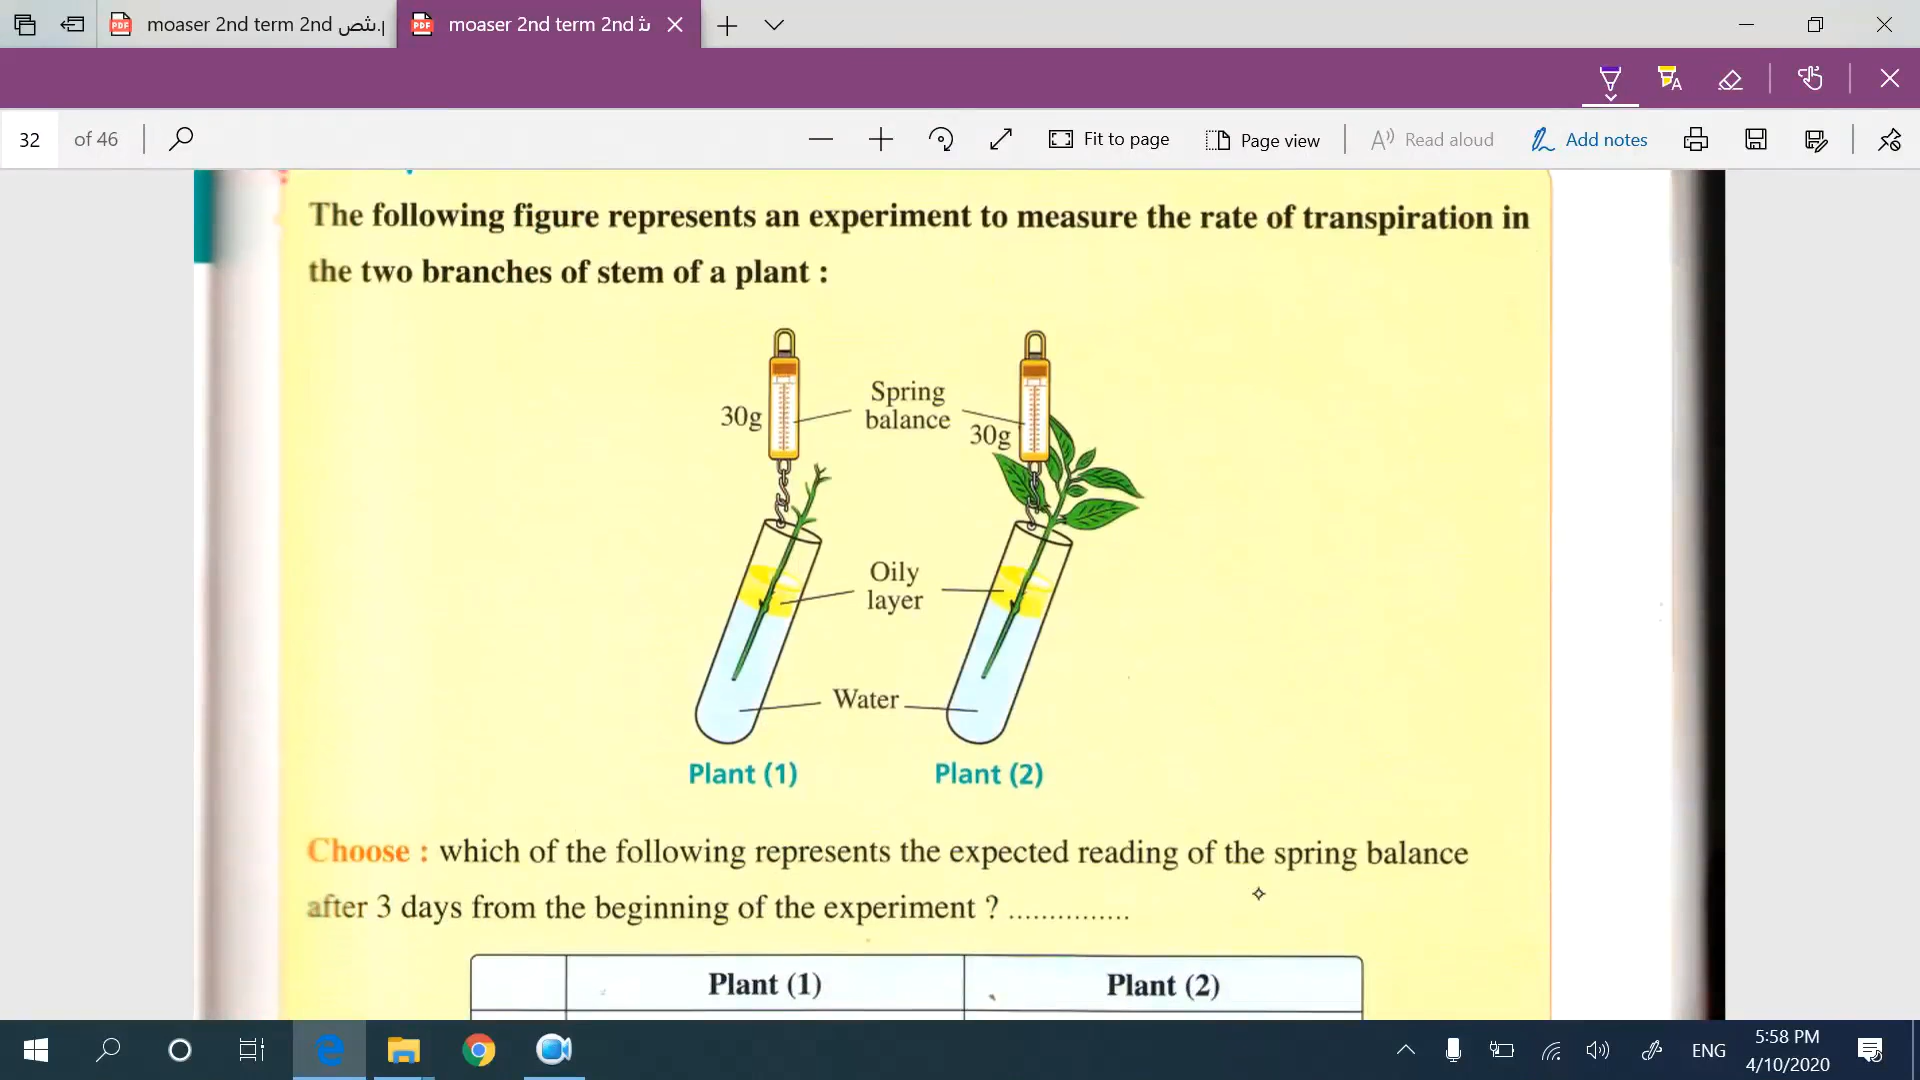 moaser 2nd term 2nd ثص.م
moaser 2nd term 2nd ث
32 of 46
Fit to page
Page view
Read aloud
Add notes
The following figure represents an experiment to measure the rate of transpiration in
the two branches of stem of a plant :
Spring
balance
30g
30g
Oily
layer
Water
Plant (1)
Plant (2)
Choose : which of the following represents the expected reading of the spring balance
after 3 days from the beginning of the experiment ? ...............
Plant (1)
Plant (2)
ENG
5:58 PM
4/10/2020